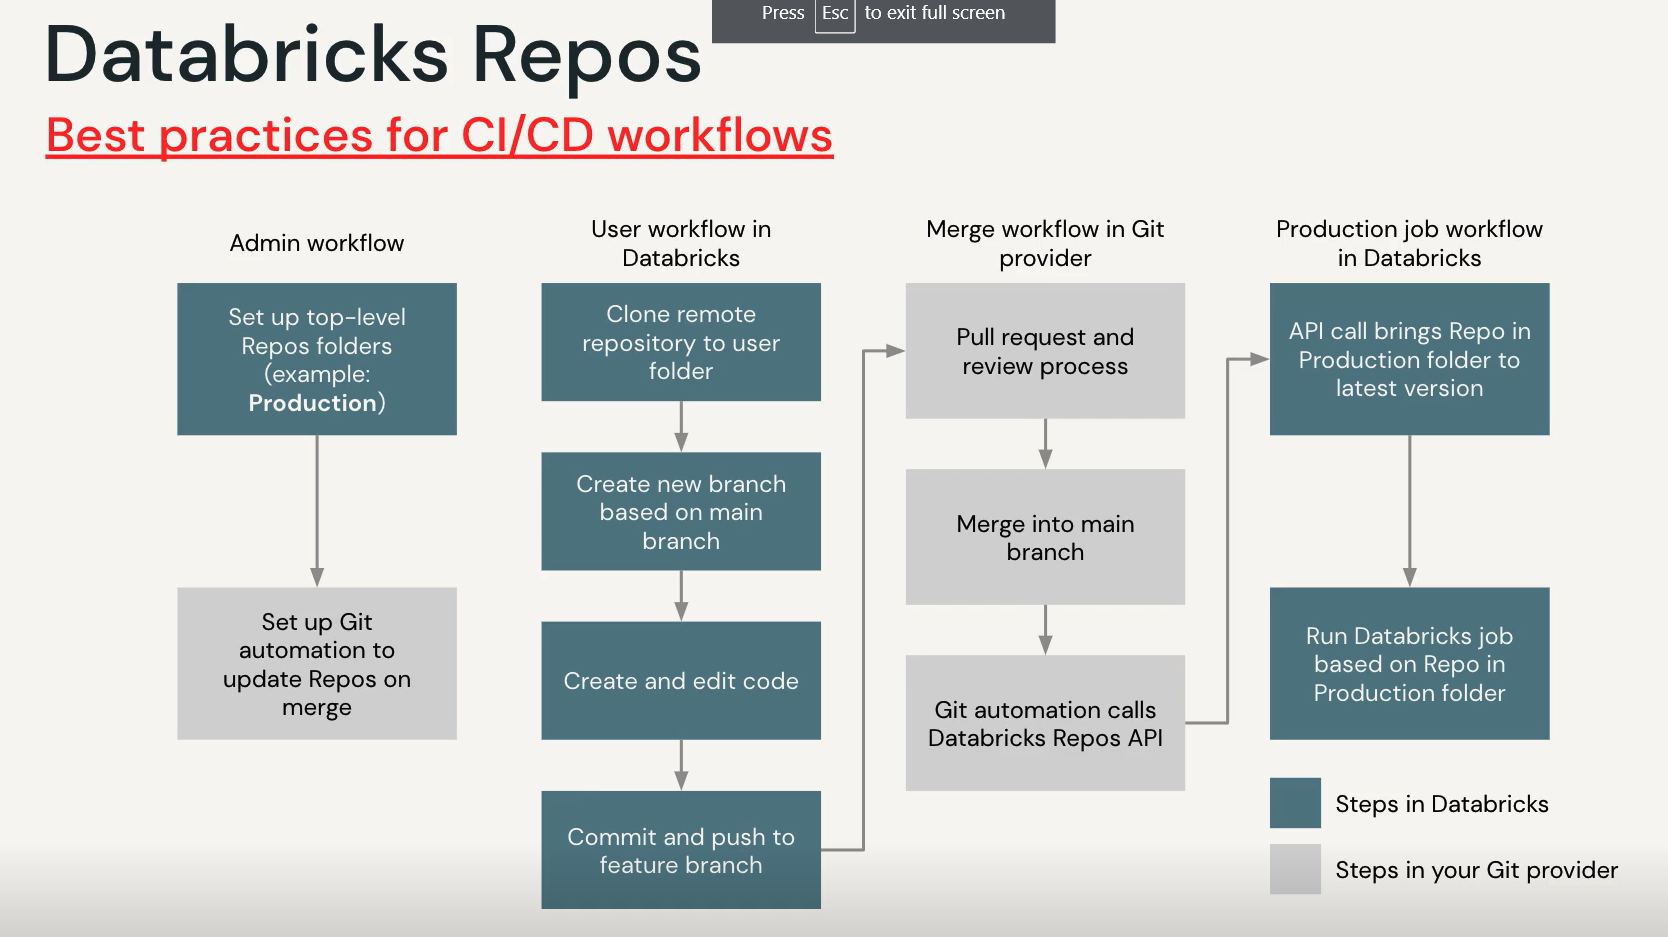 Press Esc to exit full screen
Databricks Repos
Best practices for CI/CD workflows
Admin workflow
Set up top-level
Repos folders
(example:
Production)
Set up Git
automation to
update Repos on
merge
User workflow in
Databricks
Clone remote
repository to user
folder
Create new branch
based on main
branch
Create and edit code
Commit and push to
feature branch
Merge workflow in Git
provider
Pull request and
review process
Merge into main
branch
Git automation calls
Databricks Repos API
Production job workflow
in Databricks
API call brings Repo in
Production folder to
latest version
Run Databricks job
based on Repo in
Production folder
Steps in Databricks
Steps in your Git provider